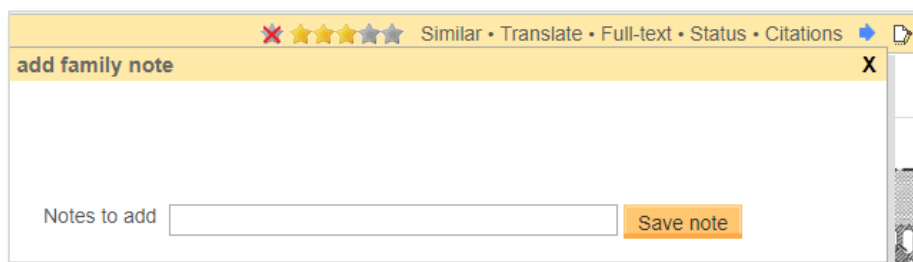 Similar • Translate • Full-text • Status • Citations
add family note X
Notes to add Save note